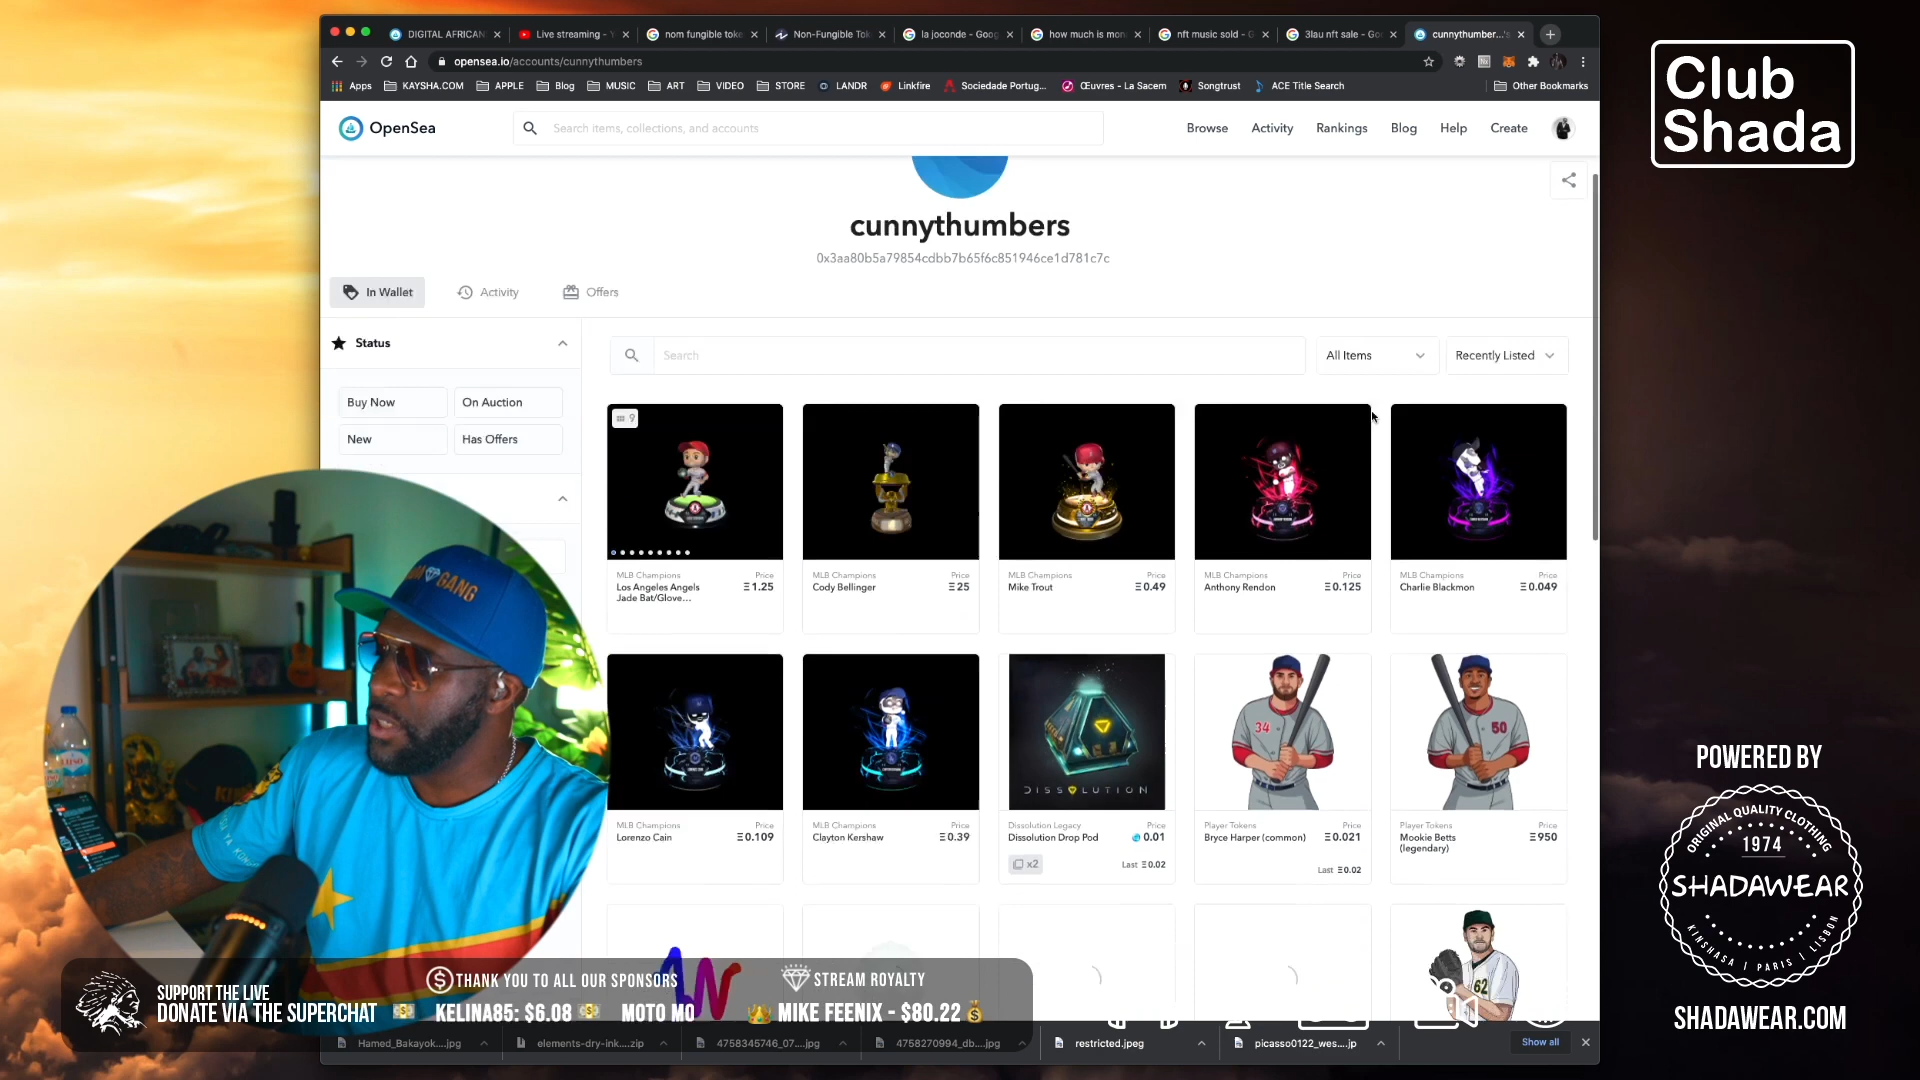 DIGITAL AFRICAN
Live streaming - Y
nom fungible toke
Non-Fungible Tok
la joconde - Goog
how much is mon
nft music sold - G
3lau nft sale - Go
cunnythumber...'s
opensea.io/accounts/cunnythumbers
Apps
KAYSHA.COM
APPLE
Blog
MUSIC
ART
VIDEO
STORE
LANDR
Linkfire
Sociedade Portug...
Œuvres - La Sacem
Songtrust
ACE Title Search
Other Bookmarks
OpenSea
Search items, collections, and accounts
Browse
Activity
Rankings
Blog
Help
Create
cunnythumbers
0x3aa80b5a79854cdbb7b65f6c851946ce1d781c7c
In Wallet
Activity
Offers
Status
Buy Now
On Auction
New
Has Offers
Search
All Items
Recently Listed
9
MLB Champions Price
Los Angeles Angels Ξ1.25
Jade Bat/Glove...
MLB Champions Price
Cody Bellinger Ξ25
MLB Champions Price
Mike Trout Ξ0.49
MLB Champions Price
Anthony Rendon Ξ0.125
MLB Champions Price
Charlie Blackmon Ξ0.049
DISSOLUTION
34
50
MLB Champions Price
Lorenzo Cain Ξ0.109
MLB Champions Price
Clayton Kershaw Ξ0.39
Dissolution Legacy Price
Dissolution Drop Pod 0.01
x2
Last Ξ0.02
Player Tokens Price
Bryce Harper (common) Ξ0.021
Last Ξ0.02
Player Tokens Price
Mookie Betts Ξ950
(legendary)
62
GANG
SUPPORT THE LIVE
DONATE VIA THE SUPERCHAT
THANK YOU TO ALL OUR SPONSORS
KELINA85: $6.08
MOTO MO
STREAM ROYALTY
MIKE FEENIX - $80.22
Hamed_Bakayok....jpg
elements-dry-ink....zip
4758345746_07....jpg
4758270994_db....jpg
restricted.jpeg
picasso0122_wes....jp
Show all
Club
Shada
POWERED BY
ORIGINAL QUALITY CLOTHING
1974
SHADAWEAR
KINSHASA | PARIS | LISBON
SHADAWEAR.COM